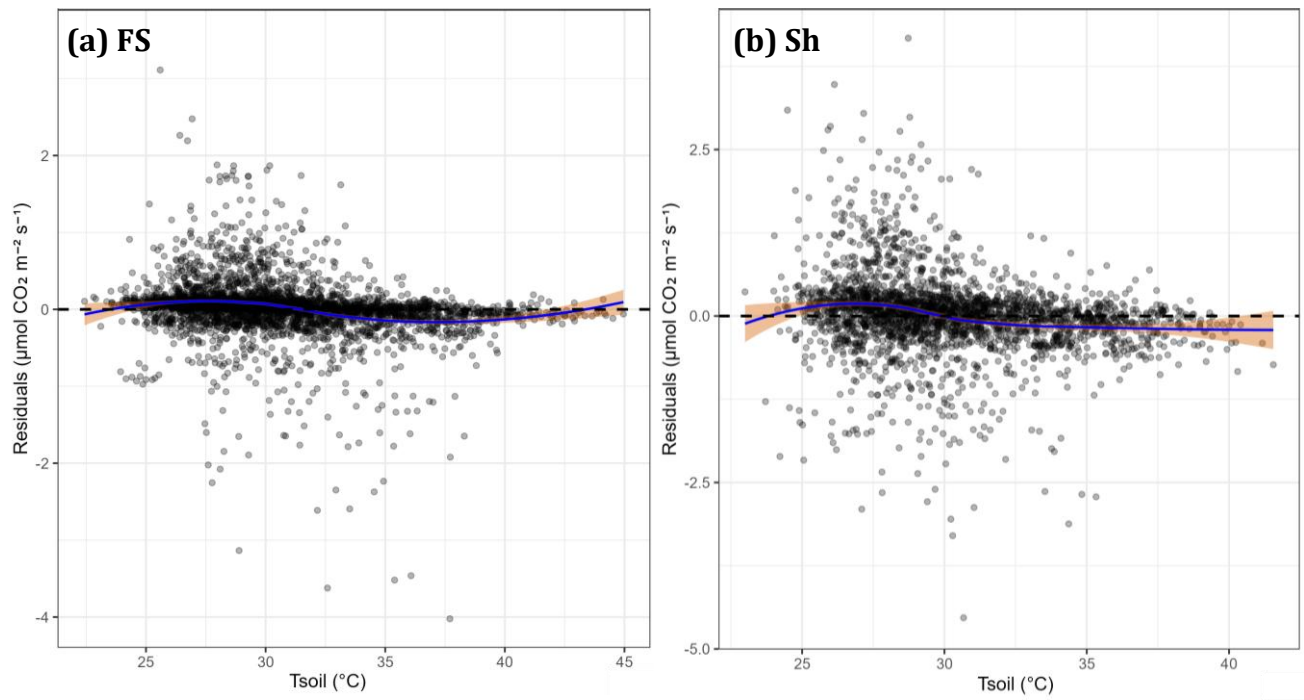 (a) FS
2
0
-2
-4
Residuals (µmol CO₂ m⁻² s⁻¹)
25 30 35 40 45
Tsoil (°C)
(b) Sh
2.5
0.0
-2.5
-5.0
Residuals (µmol CO₂ m⁻² s⁻¹)
25 30 35 40
Tsoil (°C)